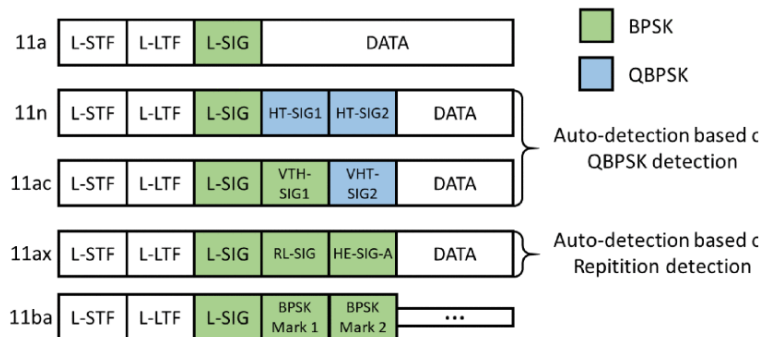 11a L-STF L-LTF L-SIG DATA
BPSK
QBPSK
11n L-STF L-LTF L-SIG HT-SIG1 HT-SIG2 DATA
Auto-detection based
QBPSK detection
11ac L-STF L-LTF L-SIG VTH-
SIG1 VHT-
SIG2 DATA
11ax L-STF L-LTF L-SIG RL-SIG HE-SIG-A DATA
Auto-detection based
Repitition detection
11ba L-STF L-LTF L-SIG BPSK
Mark 1 BPSK
Mark 2 ...